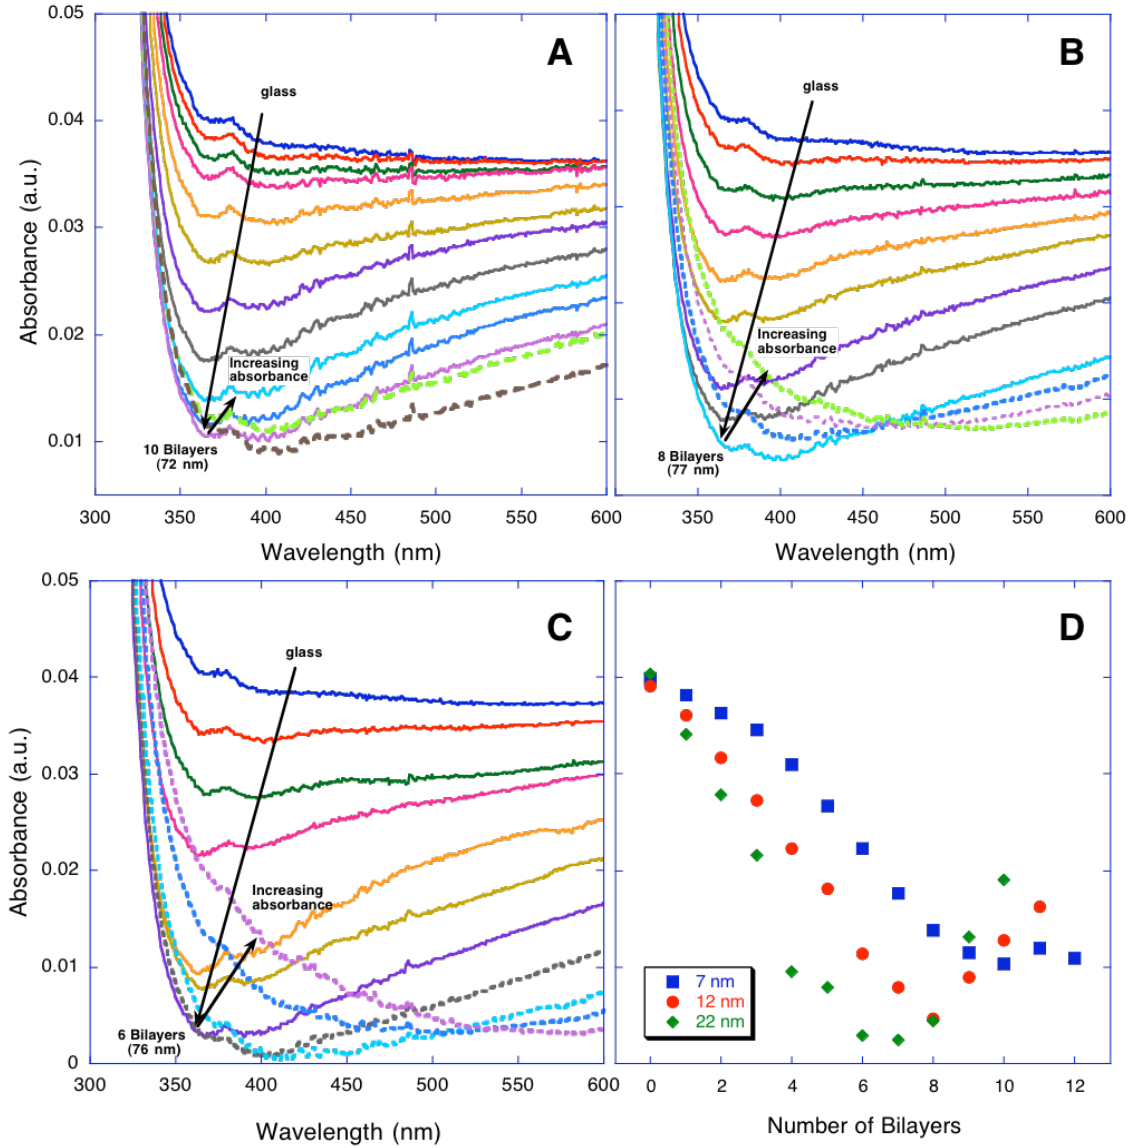 A
0.05
0.04
0.03
0.02
0.01
Absorbance (a.u.)
glass
Increasing
absorbance
10 Bilayers
(72 nm)
300 350 400 450 500 550 600
Wavelength (nm)
B
glass
Increasing
absorbance
8 Bilayers
(77 nm)
350 400 450 500 550 600
Wavelength (nm)
C
0.05
0.04
0.03
0.02
0.01
0
Absorbance (a.u.)
glass
Increasing
absorbance
6 Bilayers
(76 nm)
300 350 400 450 500 550 600
Wavelength (nm)
D
7 nm
12 nm
22 nm
0 2 4 6 8 10 12
Number of Bilayers